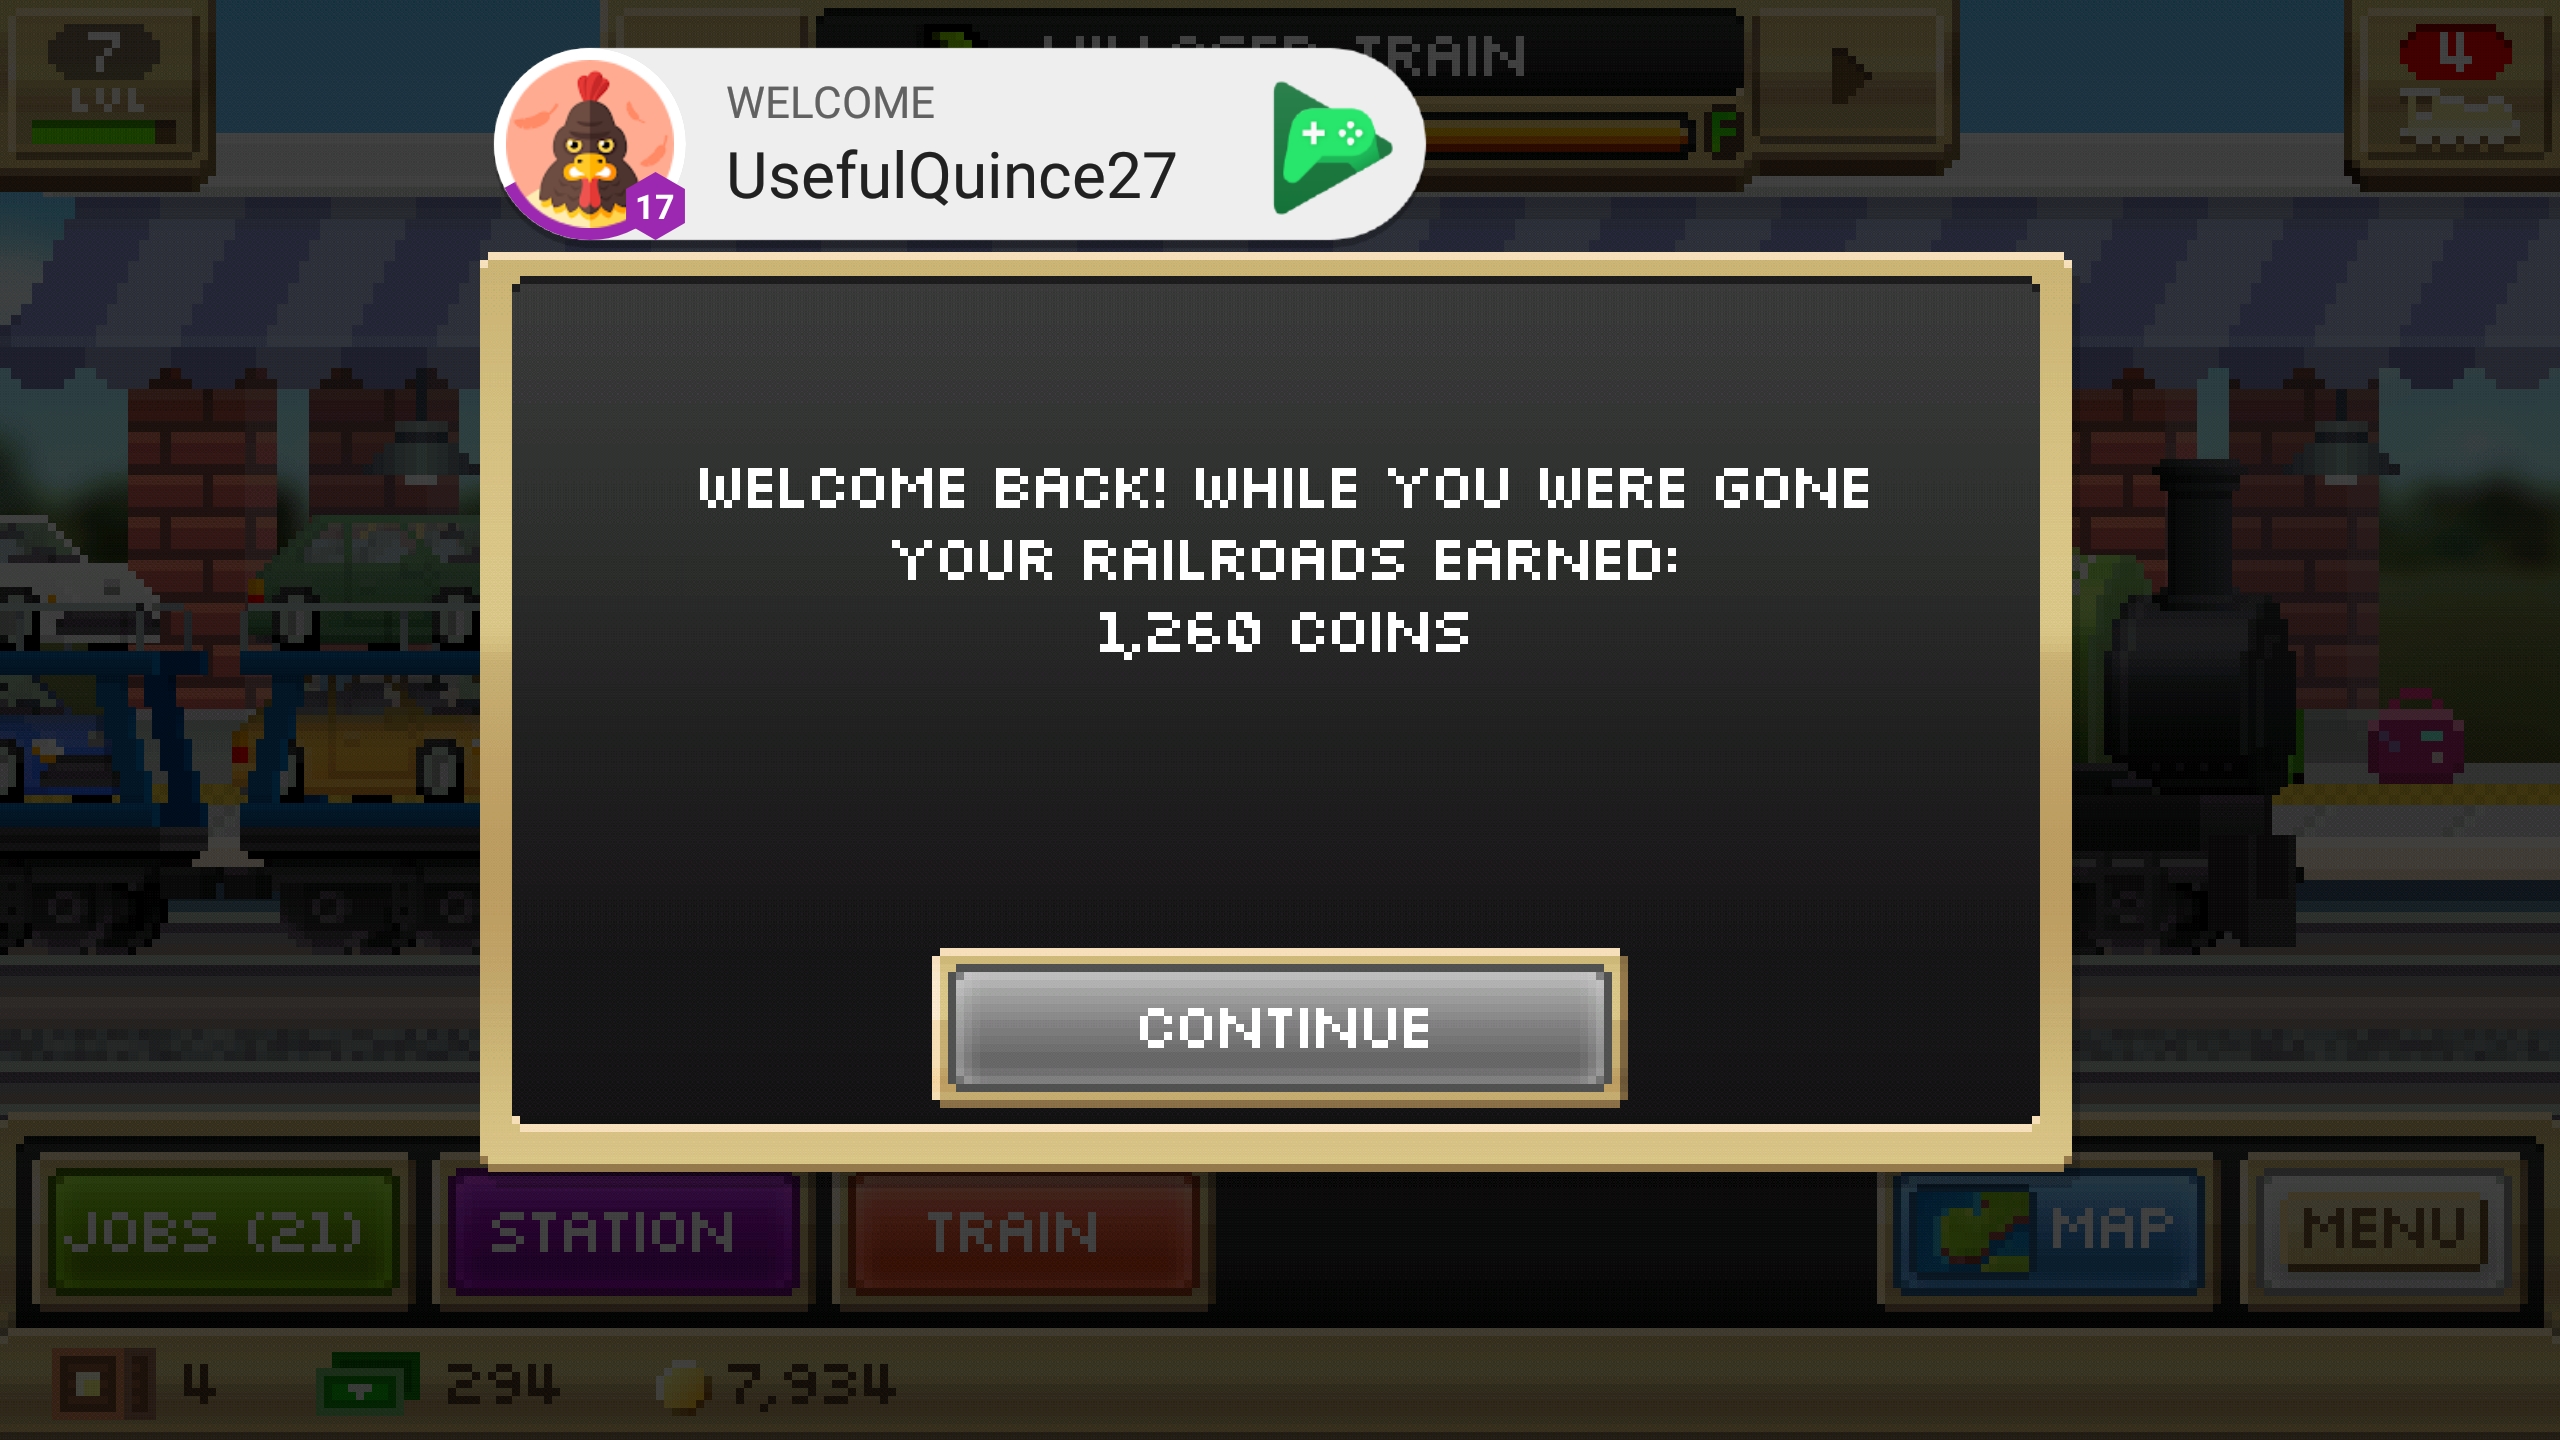 7
LVL
TRAIN
4
F
WELCOME
UsefulQuince27
17
WELCOME BACK! WHILE YOU WERE GONE
YOUR RAILROADS EARNED:
1,260 COINS
CONTINUE
JOBS (21)
STATION
TRAIN
MAP
MENU
4
294
7,934